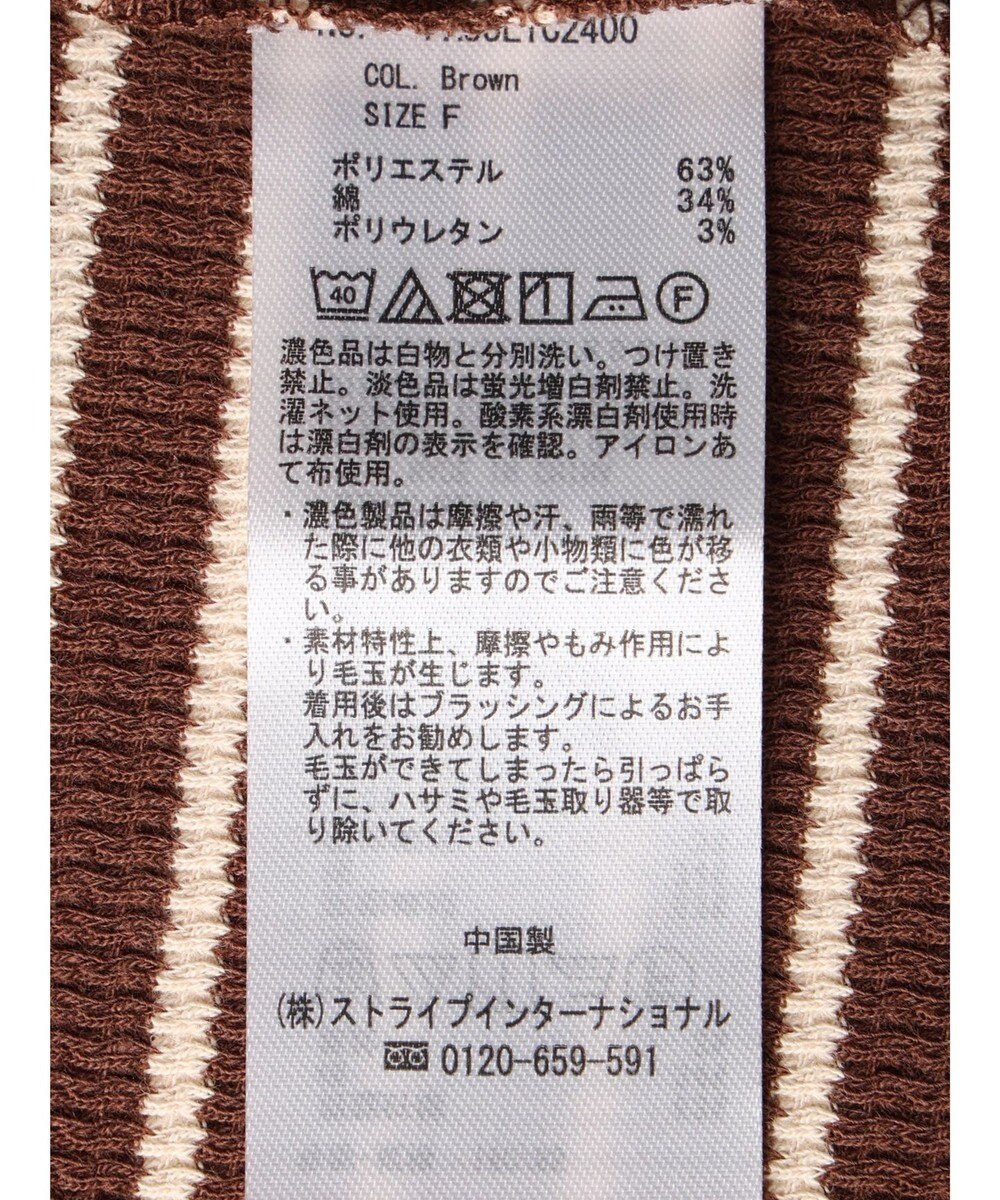 COL. Brown
SIZE F
ポリエステル 63%
綿 34%
ポリウレタン 3%
40 F
濃色品は白物と分別洗い。つけ置き
禁止。淡色品は蛍光増白剤禁止。洗
濯ネット使用。酸素系漂白剤使用時
は漂白剤の表示を確認。アイロンあ
て布使用。
・濃色製品は摩擦や汗、雨等で濡れ
た際に他の衣類や小物類に色が移
る事がありますのでご注意くださ
い。
・素材特性上、摩擦やもみ作用によ
り毛玉が生じます。
着用後はブラッシングによるお手
入れをお勧めします。
毛玉ができてしまったら引っぱら
ずに、ハサミや毛玉取り器等で取
り除いてください。
中国製
(株)ストライプインターナショナル
0120-659-591